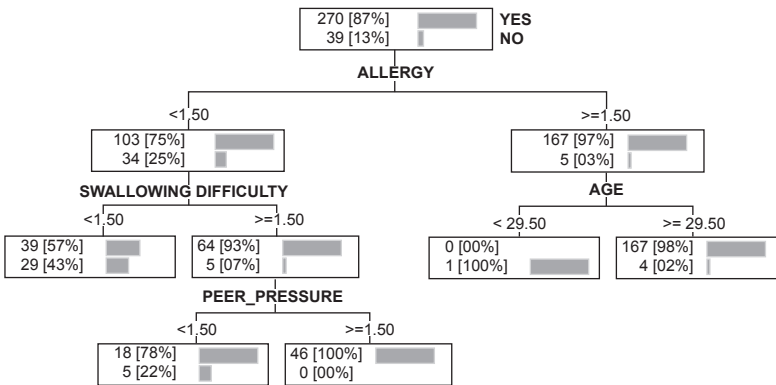 270 [87%] YES
39 [13%] NO
ALLERGY
<1.50 >=1.50
103 [75%] 167 [97%]
34 [25%] 5 [03%]
SWALLOWING DIFFICULTY AGE
<1.50 >=1.50 < 29.50 >= 29.50
39 [57%] 64 [93%] 0 [00%] 167 [98%]
29 [43%] 5 [07%] 1 [100%] 4 [02%]
PEER_PRESSURE
<1.50 >=1.50
18 [78%] 46 [100%]
5 [22%] 0 [00%]